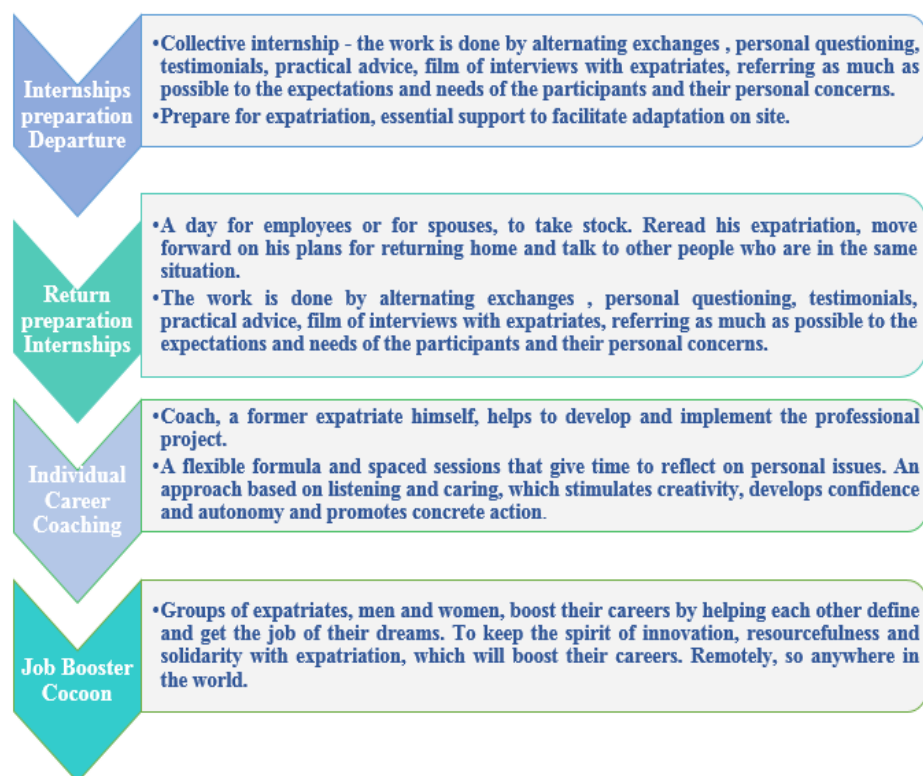 Internships
preparation
Departure
•Collective internship - the work is done by alternating exchanges , personal questioning,
testimonials, practical advice, film of interviews with expatriates, referring as much as
possible to the expectations and needs of the participants and their personal concerns.
•Prepare for expatriation, essential support to facilitate adaptation on site.
Return
preparation
Internships
•A day for employees or for spouses, to take stock. Reread his expatriation, move
forward on his plans for returning home and talk to other people who are in the same
situation.
•The work is done by alternating exchanges , personal questioning, testimonials,
practical advice, film of interviews with expatriates, referring as much as possible to the
expectations and needs of the participants and their personal concerns.
Individual
Career
Coaching
•Coach, a former expatriate himself, helps to develop and implement the professional
project.
•A flexible formula and spaced sessions that give time to reflect on personal issues. An
approach based on listening and caring, which stimulates creativity, develops confidence
and autonomy and promotes concrete action.
Job Booster
Cocoon
•Groups of expatriates, men and women, boost their careers by helping each other define
and get the job of their dreams. To keep the spirit of innovation, resourcefulness and
solidarity with expatriation, which will boost their careers. Remotely, so anywhere in
the world.